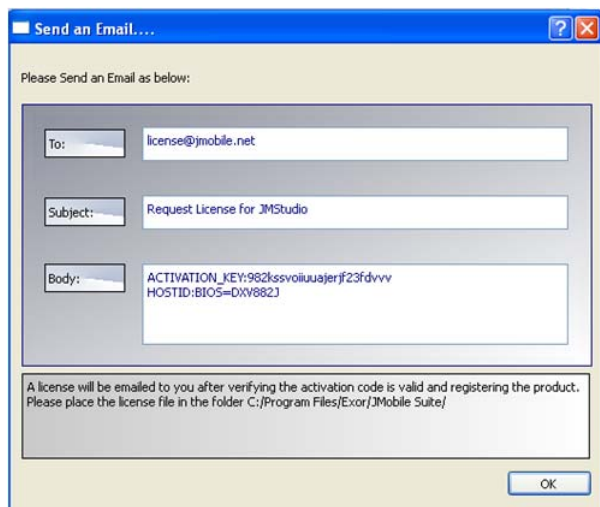 Send an Email....
Please Send an Email as below:
To:
license@jmobile.net
Subject:
Request License for JMStudio
Body:
ACTIVATION_KEY:982kssvoiiuuajerjf23fdvvv
HOSTID:BIOS=DXV882J
A license will be emailed to you after verifying the activation code is valid and registering the product.
Please place the license file in the folder C:/Program Files/Exor/JMobile Suite/
OK